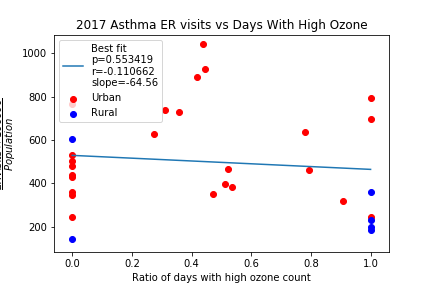 2017 Asthma ER visits vs Days With High Ozone
Best fit
p=0.553419
r=-0.110662
slope=-64.56
Urban
Rural
1000
800
600
400
200
Population
0.0 0.2 0.4 0.6 0.8 1.0
Ratio of days with high ozone count